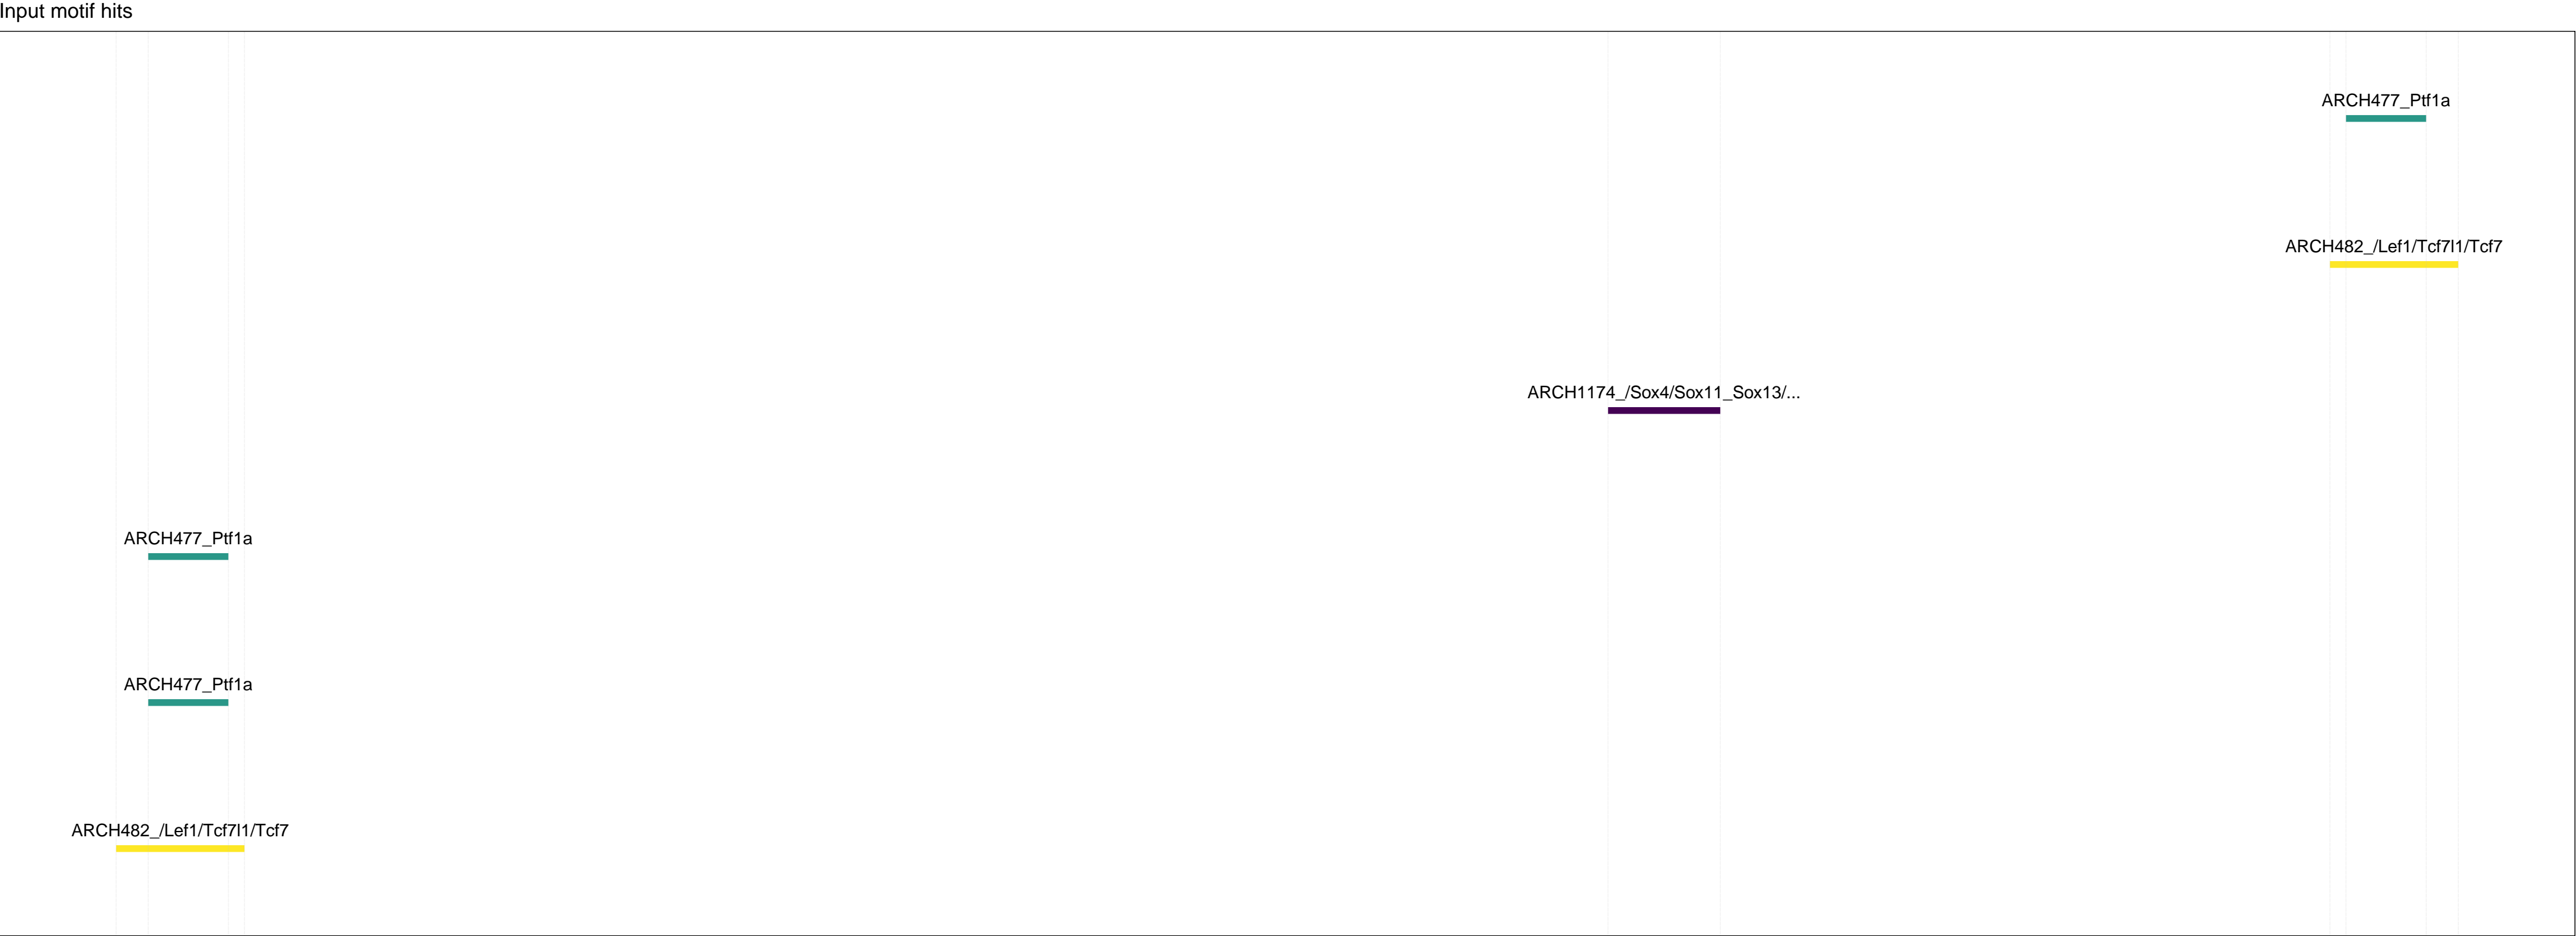 Input motif hits
ARCH477_Ptf1a
ARCH482_/Lef1/Tcf7l1/Tcf7
ARCH1174_/Sox4/Sox11_Sox13/...
ARCH477_Ptf1a
ARCH477_Ptf1a
ARCH482_/Lef1/Tcf7l1/Tcf7